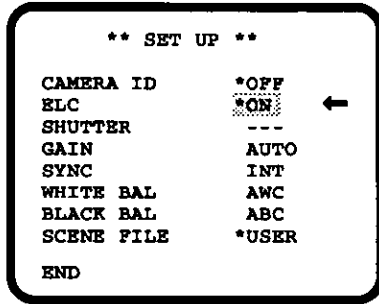 ** SET UP **
CAMERA ID *OFF
ELC *ON ←
SHUTTER ---
GAIN AUTO
SYNC INT
WHITE BAL AWC
BLACK BAL ABC
SCENE FILE *USER
END